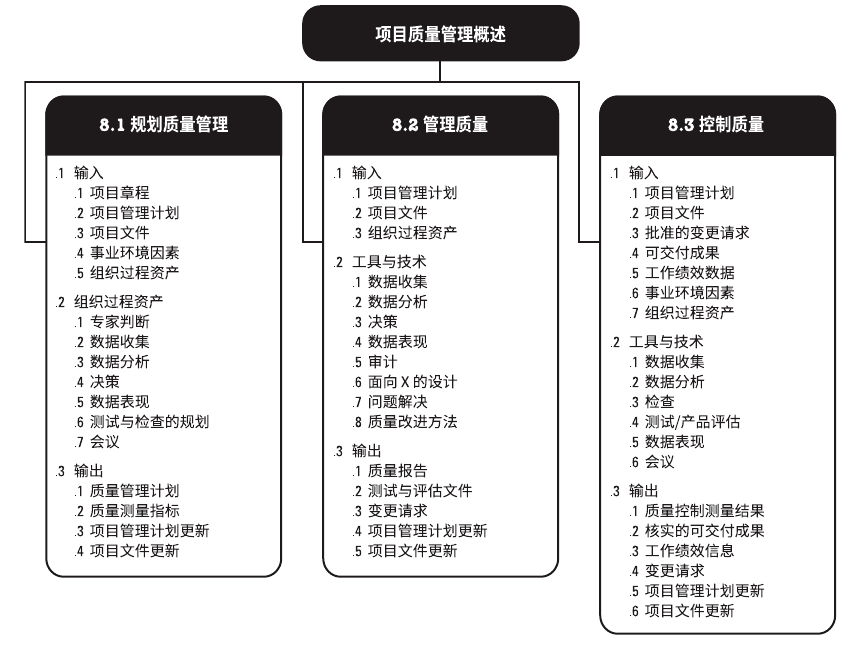 项目质量管理概述
8.1 规划质量管理
.1 输入
.1 项目章程
.2 项目管理计划
.3 项目文件
.4 事业环境因素
.5 组织过程资产
.2 组织过程资产
.1 专家判断
.2 数据收集
.3 数据分析
.4 决策
.5 数据表现
.6 测试与检查的规划
.7 会议
.3 输出
.1 质量管理计划
.2 质量测量指标
.3 项目管理计划更新
.4 项目文件更新
8.2 管理质量
.1 输入
.1 项目管理计划
.2 项目文件
.3 组织过程资产
.2 工具与技术
.1 数据收集
.2 数据分析
.3 决策
.4 数据表现
.5 审计
.6 面向 X 的设计
.7 问题解决
.8 质量改进方法
.3 输出
.1 质量报告
.2 测试与评估文件
.3 变更请求
.4 项目管理计划更新
.5 项目文件更新
8.3 控制质量
.1 输入
.1 项目管理计划
.2 项目文件
.3 批准的变更请求
.4 可交付成果
.5 工作绩效数据
.6 事业环境因素
.7 组织过程资产
.2 工具与技术
.1 数据收集
.2 数据分析
.3 检查
.4 测试/产品评估
.5 数据表现
.6 会议
.3 输出
.1 质量控制测量结果
.2 核实的可交付成果
.3 工作绩效信息
.4 变更请求
.5 项目管理计划更新
.6 项目文件更新